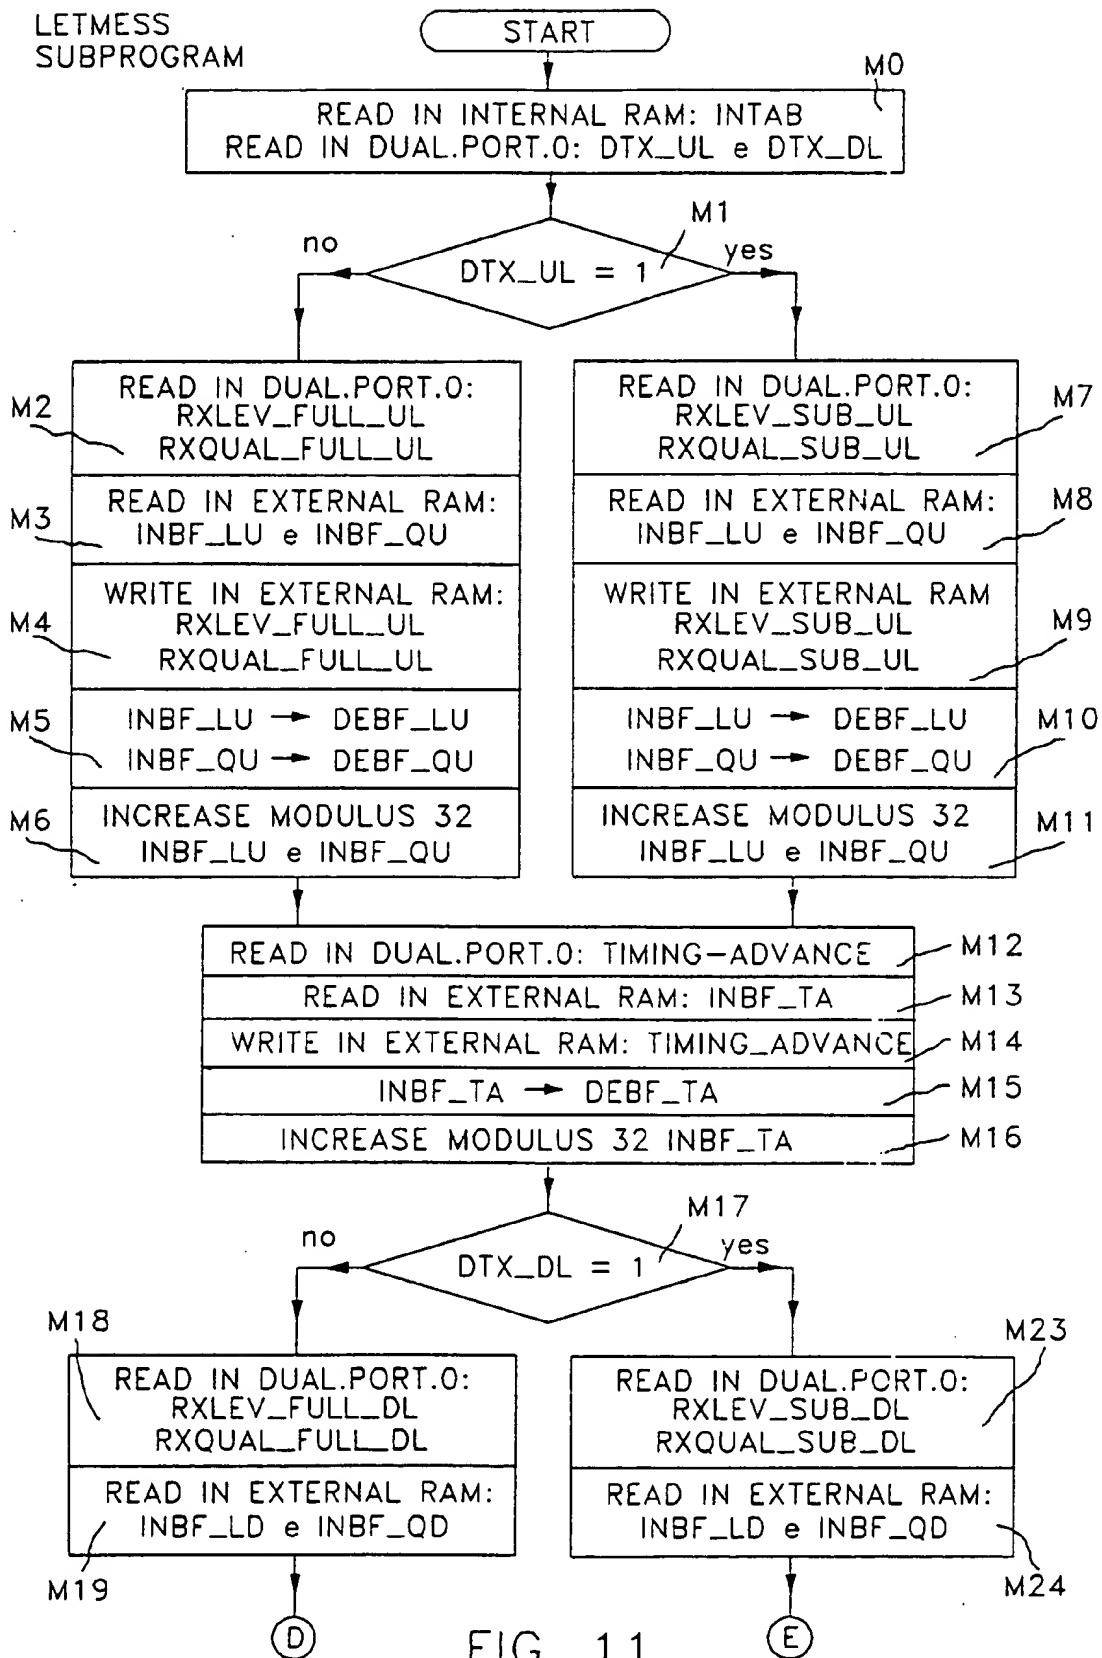 LETMESS
SUBPROGRAM
START
M0
READ IN INTERNAL RAM: INTAB
READ IN DUAL.PORT.0: DTX_UL e DTX_DL
M1
no
yes
DTX_UL = 1
M2
READ IN DUAL.PORT.0:
RXLEV_FULL_UL
RXQUAL_FULL_UL
M3
READ IN EXTERNAL RAM:
INBF_LU e INBF_QU
M4
WRITE IN EXTERNAL RAM:
RXLEV_FULL_UL
RXQUAL_FULL_UL
M5
INBF_LU → DEBF_LU
INBF_QU → DEBF_QU
M6
INCREASE MODULUS 32
INBF_LU e INBF_QU
READ IN DUAL.PORT.0:
RXLEV_SUB_UL
RXQUAL_SUB_UL
M7
READ IN EXTERNAL RAM:
INBF_LU e INBF_QU
M8
WRITE IN EXTERNAL RAM
RXLEV_SUB_UL
RXQUAL_SUB_UL
M9
INBF_LU → DEBF_LU
INBF_QU → DEBF_QU
M10
INCREASE MODULUS 32
INBF_LU e INBF_QU
M11
READ IN DUAL.PORT.0: TIMING-ADVANCE
M12
READ IN EXTERNAL RAM: INBF_TA
M13
WRITE IN EXTERNAL RAM: TIMING_ADVANCE
M14
INBF_TA → DEBF_TA
M15
INCREASE MODULUS 32 INBF_TA
M16
M17
no
yes
DTX_DL = 1
M18
READ IN DUAL.PORT.0:
RXLEV_FULL_DL
RXQUAL_FULL_DL
READ IN EXTERNAL RAM:
INBF_LD e INBF_QD
M19
M23
READ IN DUAL.PORT.0:
RXLEV_SUB_DL
RXQUAL_SUB_DL
READ IN EXTERNAL RAM:
INBF_LD e INBF_QD
M24
D
E
FIG. 11